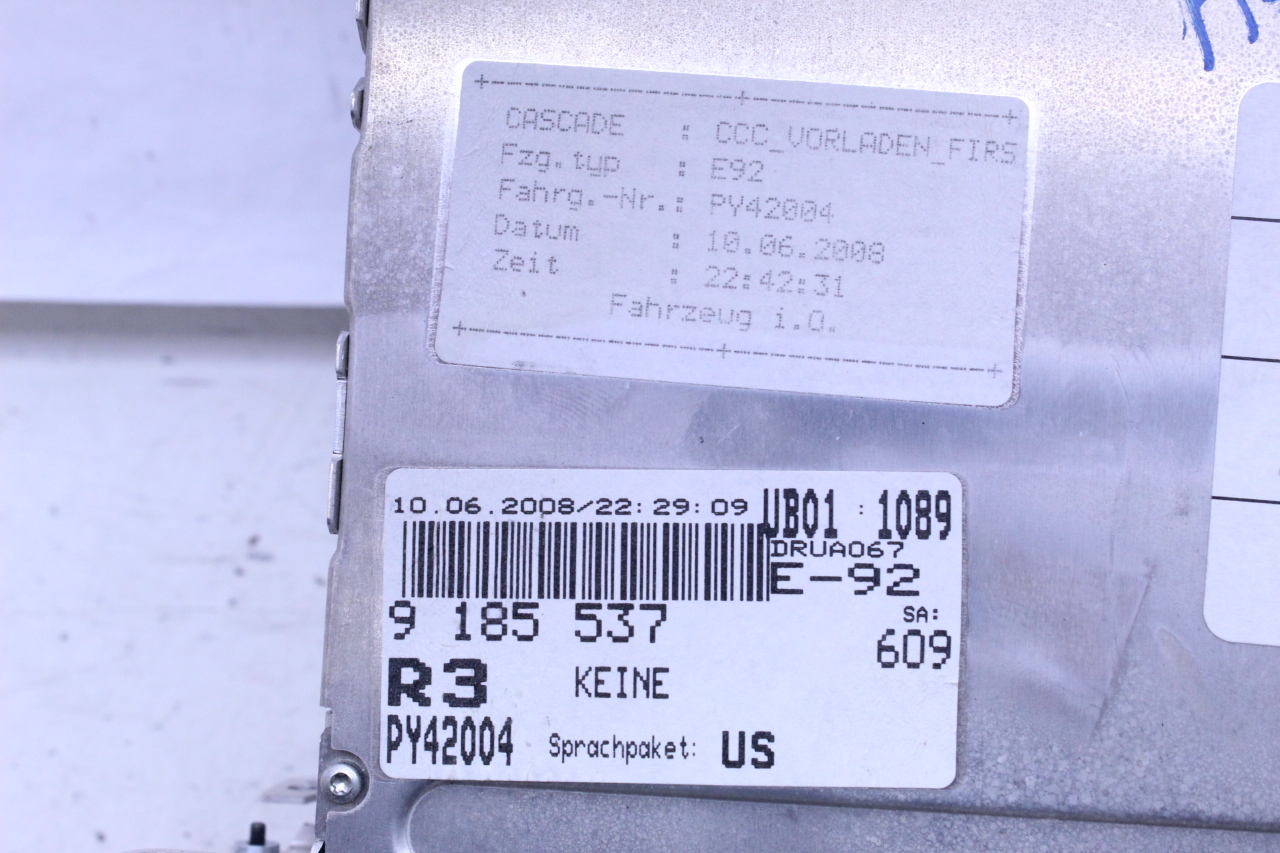 CASCADE : CCC_VORLADEN_FIRS
Fzg.typ : E92
Fahrg.-Nr.: PY42004
Datum : 10.06.2008
Zeit : 22:42:31
Fahrzeug i.O.
10.06.2008/22:29:09 UB01 : 1089
DRUA067
E-92
9 185 537
SA:
609
R3 KEINE
PY42004 Sprachpaket: US